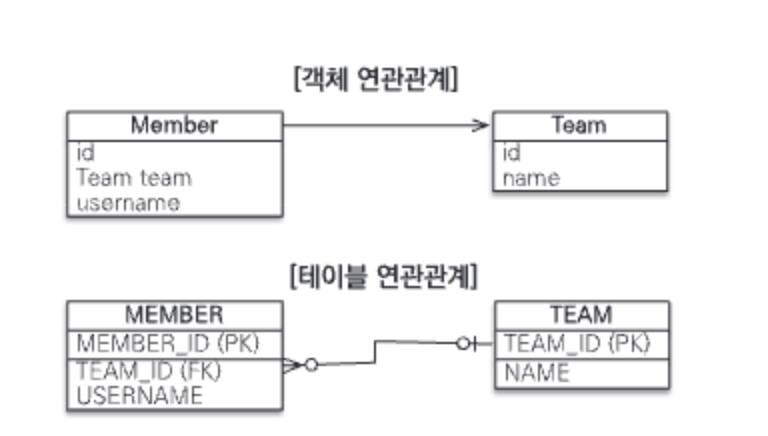 [객체 연관관계]
Member
id
Team team
username
Team
id
name
[테이블 연관관계]
MEMBER
MEMBER_ID (PK)
TEAM_ID (FK)
USERNAME
TEAM
TEAM_ID (PK)
NAME